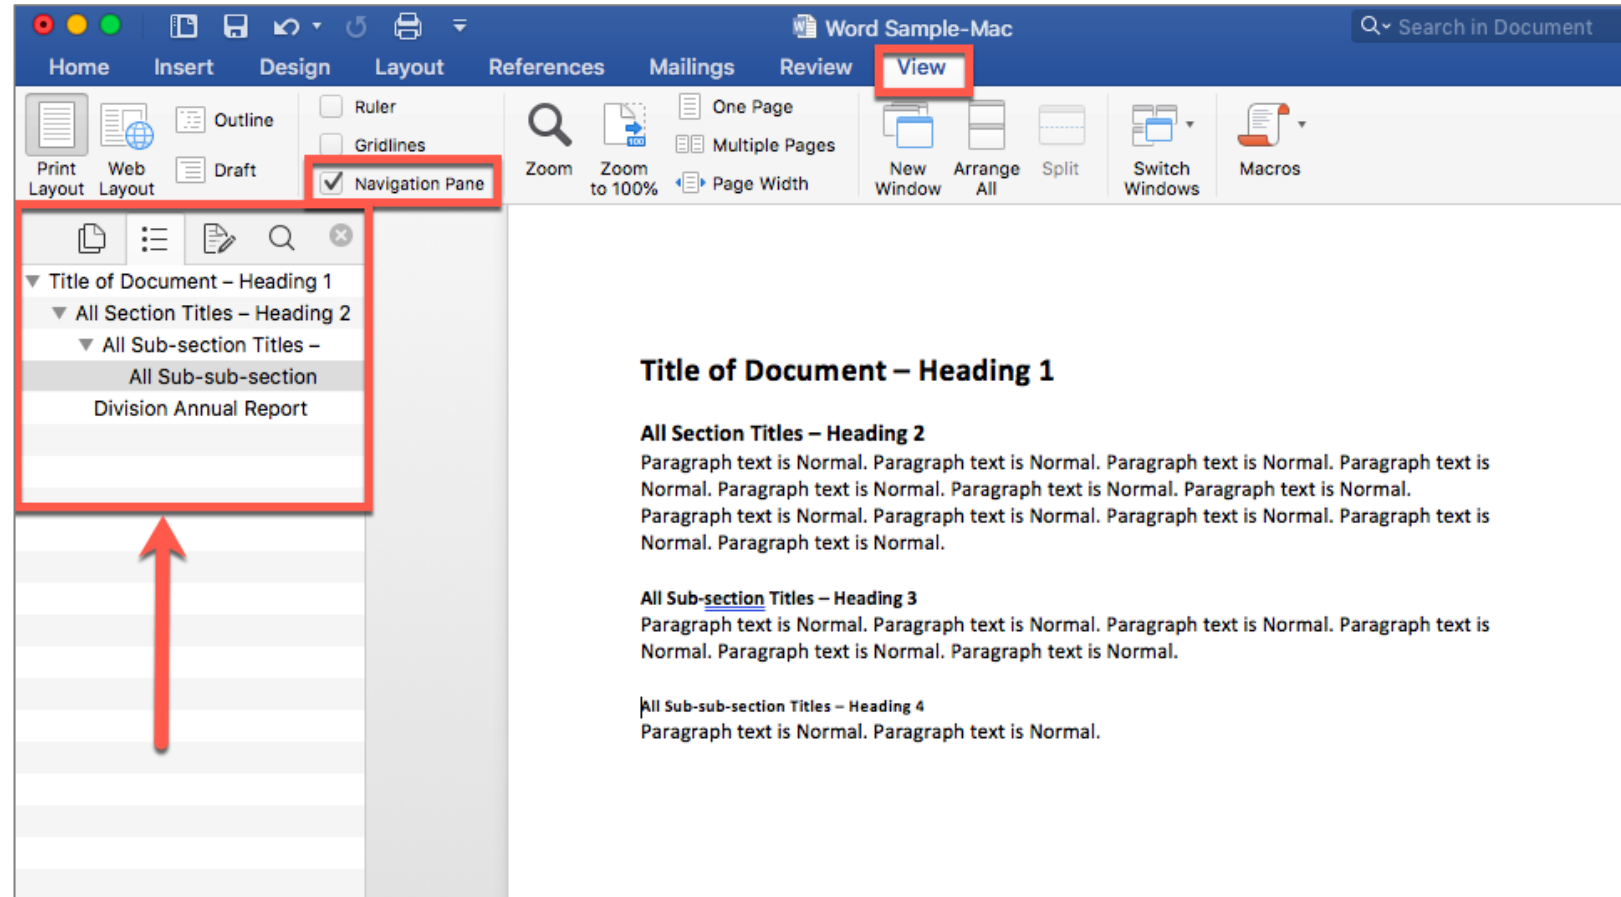 Word Sample-Mac
Search in Document
Home Insert Design Layout References Mailings Review View
Print Layout
Web Layout
Outline
Draft
Ruler
Gridlines
Navigation Pane
Zoom
Zoom to 100%
100
One Page
Multiple Pages
Page Width
New Window
Arrange All
Split
Switch Windows
Macros
Title of Document – Heading 1
All Section Titles – Heading 2
All Sub-section Titles –
All Sub-sub-section
Division Annual Report
Title of Document – Heading 1
All Section Titles – Heading 2
Paragraph text is Normal. Paragraph text is Normal. Paragraph text is Normal. Paragraph text is
Normal. Paragraph text is Normal. Paragraph text is Normal. Paragraph text is Normal.
Paragraph text is Normal. Paragraph text is Normal. Paragraph text is Normal. Paragraph text is
Normal. Paragraph text is Normal.
All Sub-section Titles – Heading 3
Paragraph text is Normal. Paragraph text is Normal. Paragraph text is Normal. Paragraph text is
Normal. Paragraph text is Normal. Paragraph text is Normal.
All Sub-sub-section Titles – Heading 4
Paragraph text is Normal. Paragraph text is Normal.